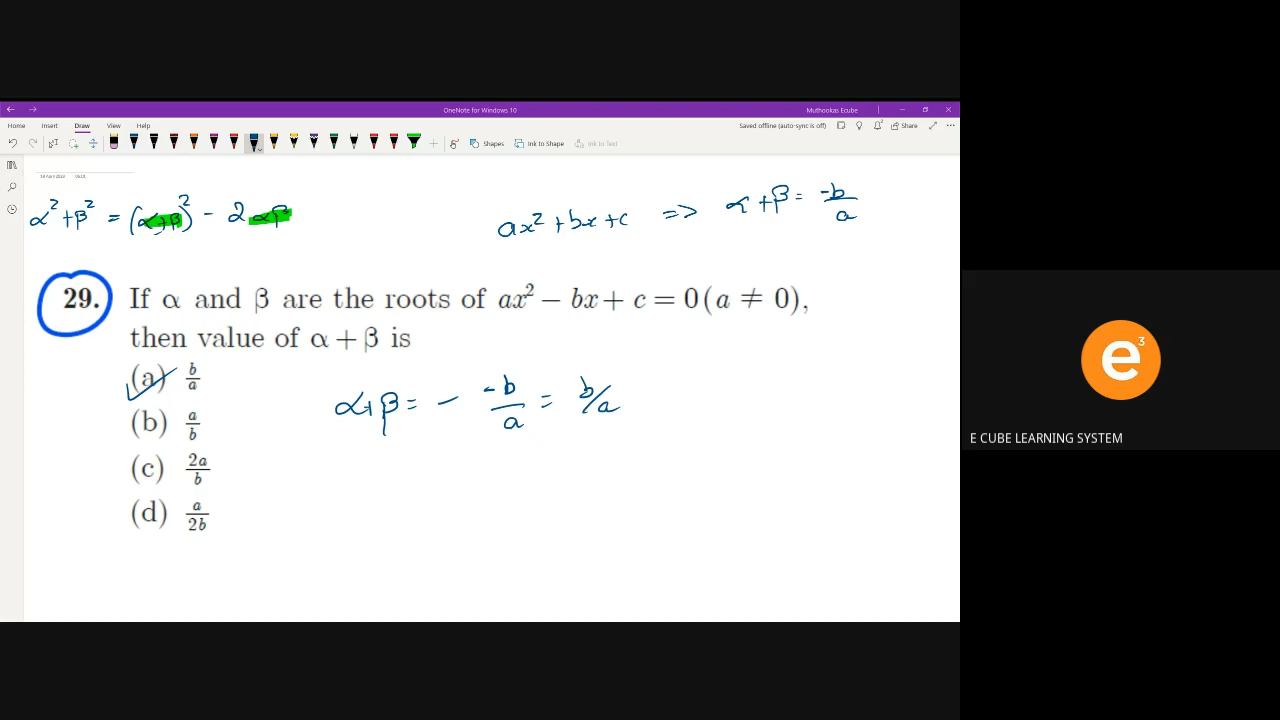 OneNote for Windows 10
Muthookas Ecube
Home Insert Draw View Help
Saved offline (auto-sync is off)
Share
Shapes
Ink to Shape
Ink to Text
α² + β² = (α+β)² - 2αβ
ax² + bx + c => α + β = -b/a
29. If α and β are the roots of ax² − bx + c = 0 (a ≠ 0),
then value of α + β is
(a) b/a
(b) a/b
(c) 2a/b
(d) a/2b
α+β = - -b/a = b/a
e3
E CUBE LEARNING SYSTEM